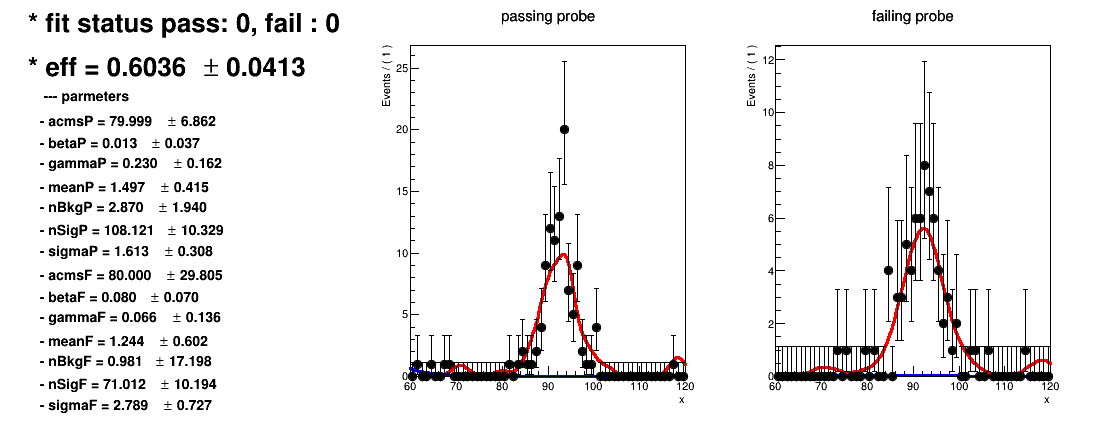 * fit status pass: 0, fail : 0
* eff = 0.6036 ± 0.0413
--- parmeters
- acmsP = 79.999 ± 6.862
- betaP = 0.013 ± 0.037
- gammaP = 0.230 ± 0.162
- meanP = 1.497 ± 0.415
- nBkgP = 2.870 ± 1.940
- nSigP = 108.121 ± 10.329
- sigmaP = 1.613 ± 0.308
- acmsF = 80.000 ± 29.805
- betaF = 0.080 ± 0.070
- gammaF = 0.066 ± 0.136
- meanF = 1.244 ± 0.602
- nBkgF = 0.981 ± 17.198
- nSigF = 71.012 ± 10.194
- sigmaF = 2.789 ± 0.727
passing probe
Events / ( 1 )
25
20
15
10
5
0
60 70 80 90 100 110 120
x
failing probe
Events / ( 1 )
12
10
8
6
4
2
0
60 70 80 90 100 110 120
x